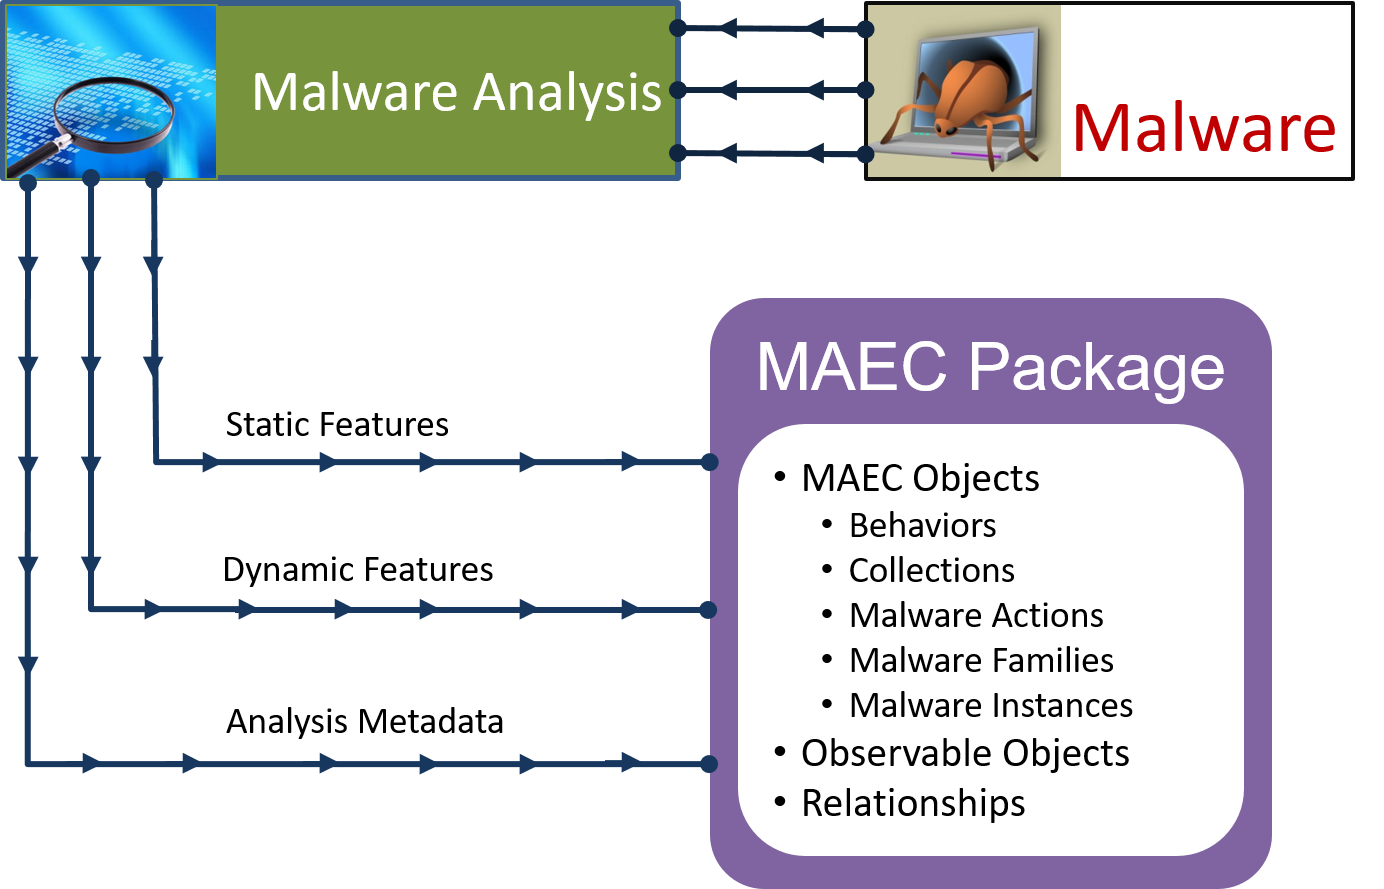 Malware Analysis
Malware
MAEC Package
Static Features
• MAEC Objects
• Behaviors
• Collections
Dynamic Features
• Malware Actions
• Malware Families
• Malware Instances
Analysis Metadata
• Observable Objects
• Relationships